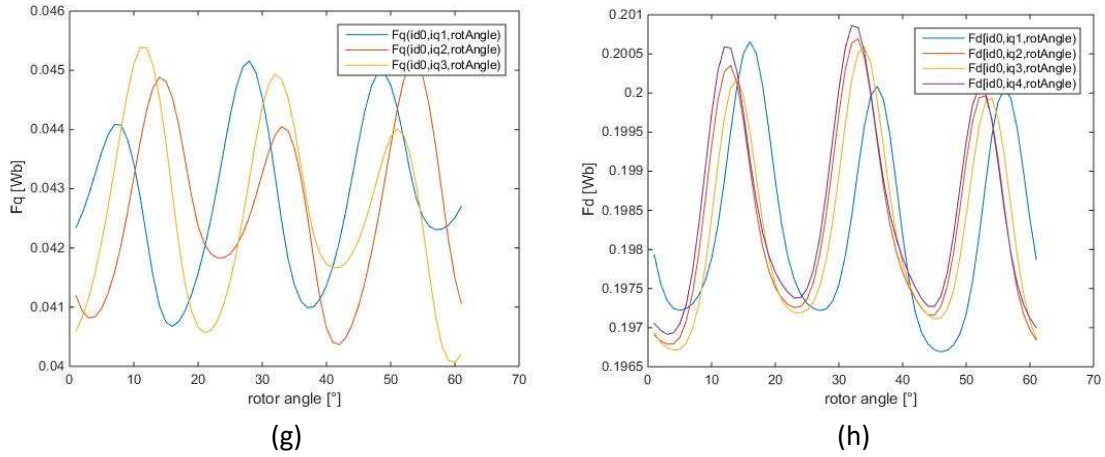 0.046
0.045
0.044
0.043
0.042
0.041
0.04
Fq [Wb]
Fq(id0,iq1,rotAngle)
Fq(id0,iq2,rotAngle)
Fq(id0,iq3,rotAngle)
0 10 20 30 40 50 60 70
rotor angle [°]
(g)
0.201
0.2005
0.2
0.1995
0.199
0.1985
0.198
0.1975
0.197
0.1965
Fd [Wb]
Fd[id0,iq1,rotAngle)
Fd[id0,iq2,rotAngle)
Fd[id0,iq3,rotAngle)
Fd[id0,iq4,rotAngle)
0 10 20 30 40 50 60 70
rotor angle [°]
(h)